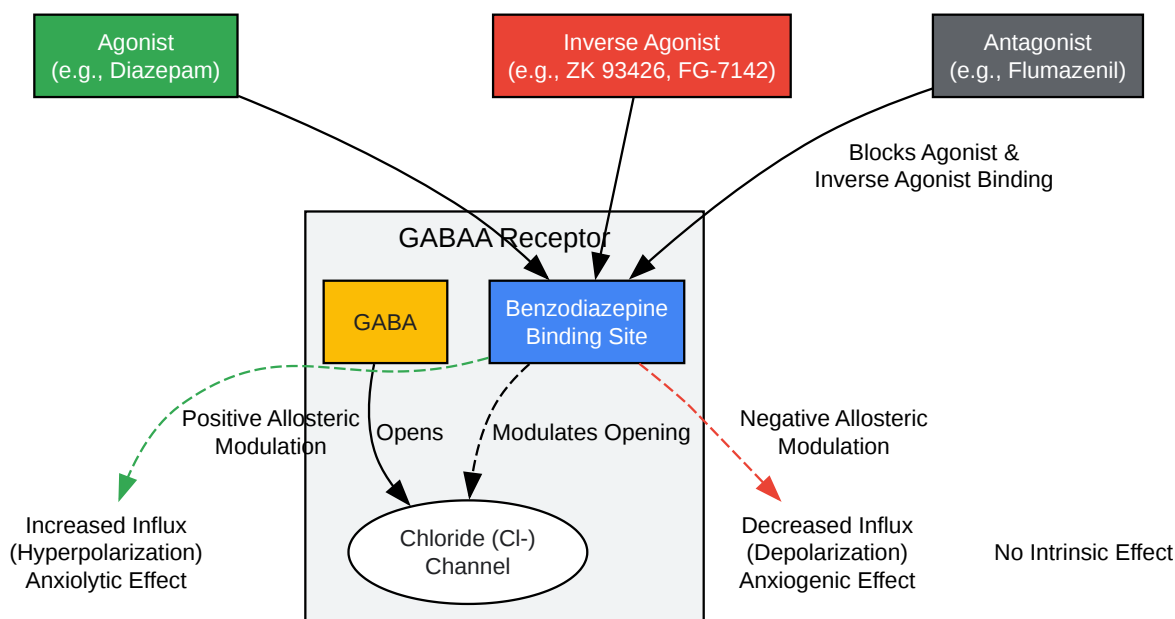 Agonist
(e.g., Diazepam)
Inverse Agonist
(e.g., ZK 93426, FG-7142)
Antagonist
(e.g., Flumazenil)
Blocks Agonist &
Inverse Agonist Binding
GABAA Receptor
GABA
Benzodiazepine
Binding Site
Positive Allosteric
Modulation
Opens
Modulates Opening
Negative Allosteric
Modulation
Increased Influx
(Hyperpolarization)
Anxiolytic Effect
Chloride (Cl-)
Channel
Decreased Influx
(Depolarization)
Anxiogenic Effect
No Intrinsic Effect